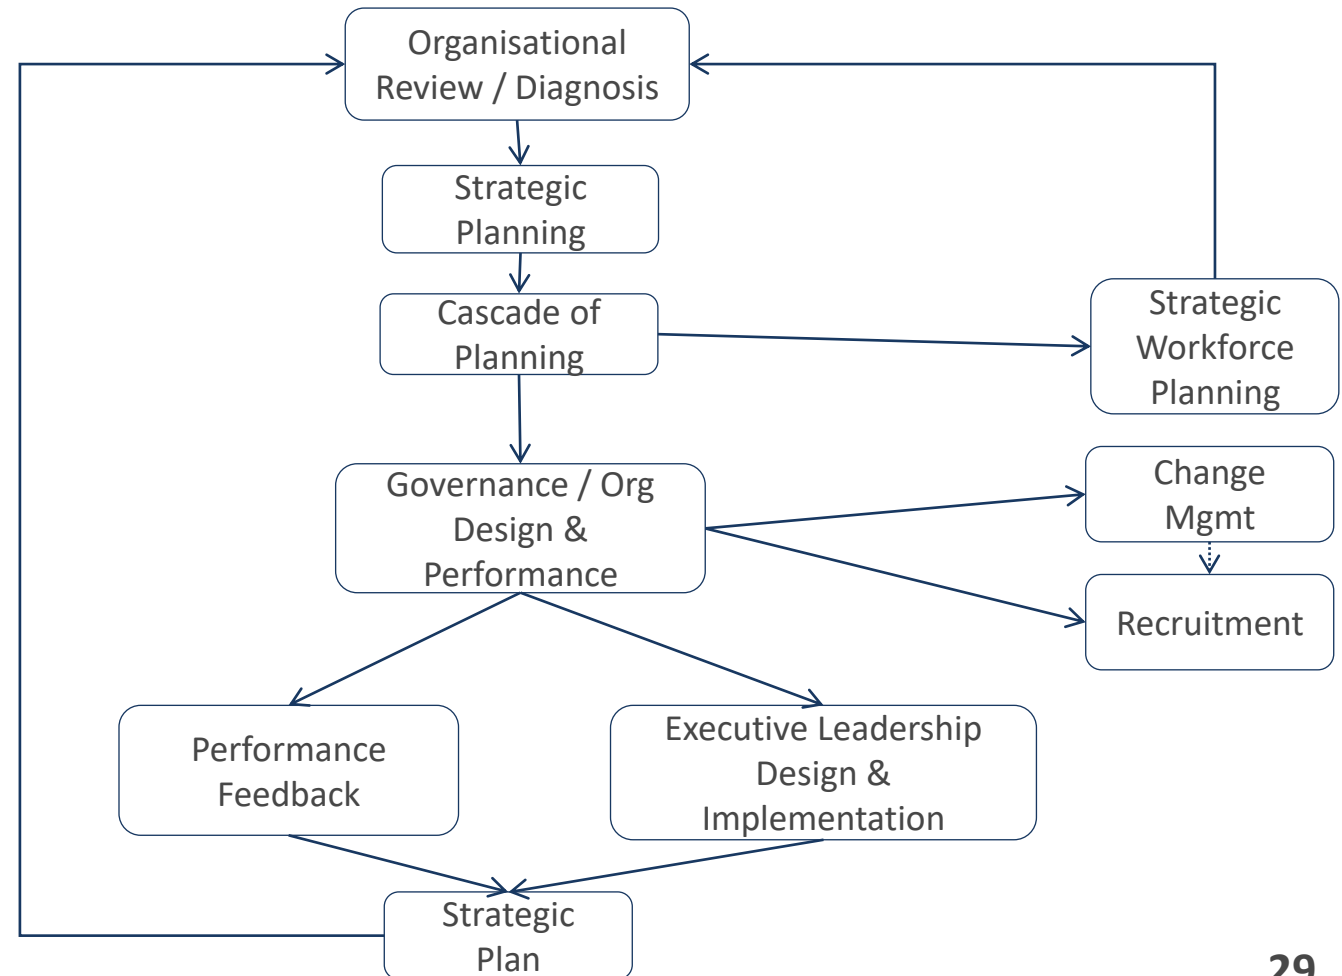 Organisational
Review / Diagnosis
Strategic
Planning
Cascade of
Planning
Strategic
Workforce
Planning
Governance / Org
Design &
Performance
Change
Mgmt
Recruitment
Performance
Feedback
Executive Leadership
Design &
Implementation
Strategic
Plan
29